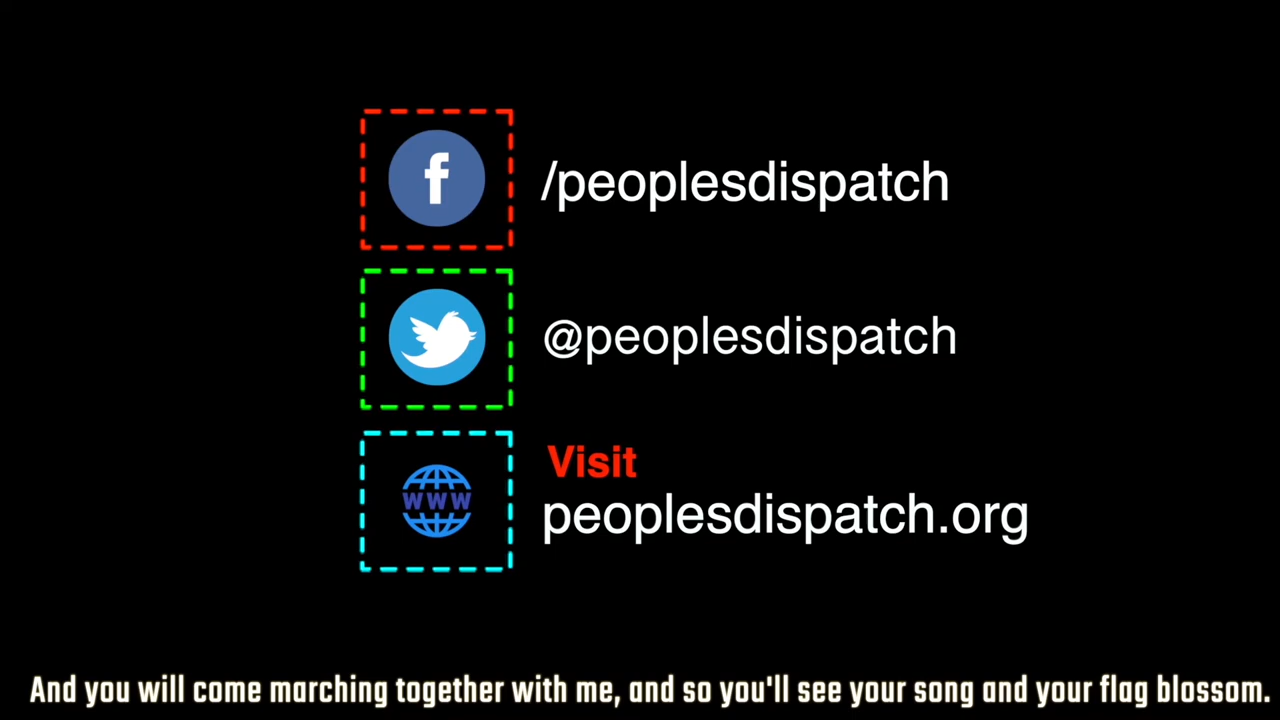 f
/peoplesdispatch
@peoplesdispatch
Visit
WWW
peoplesdispatch.org
And you will come marching together with me, and so you'll see your song and your flag blossom.